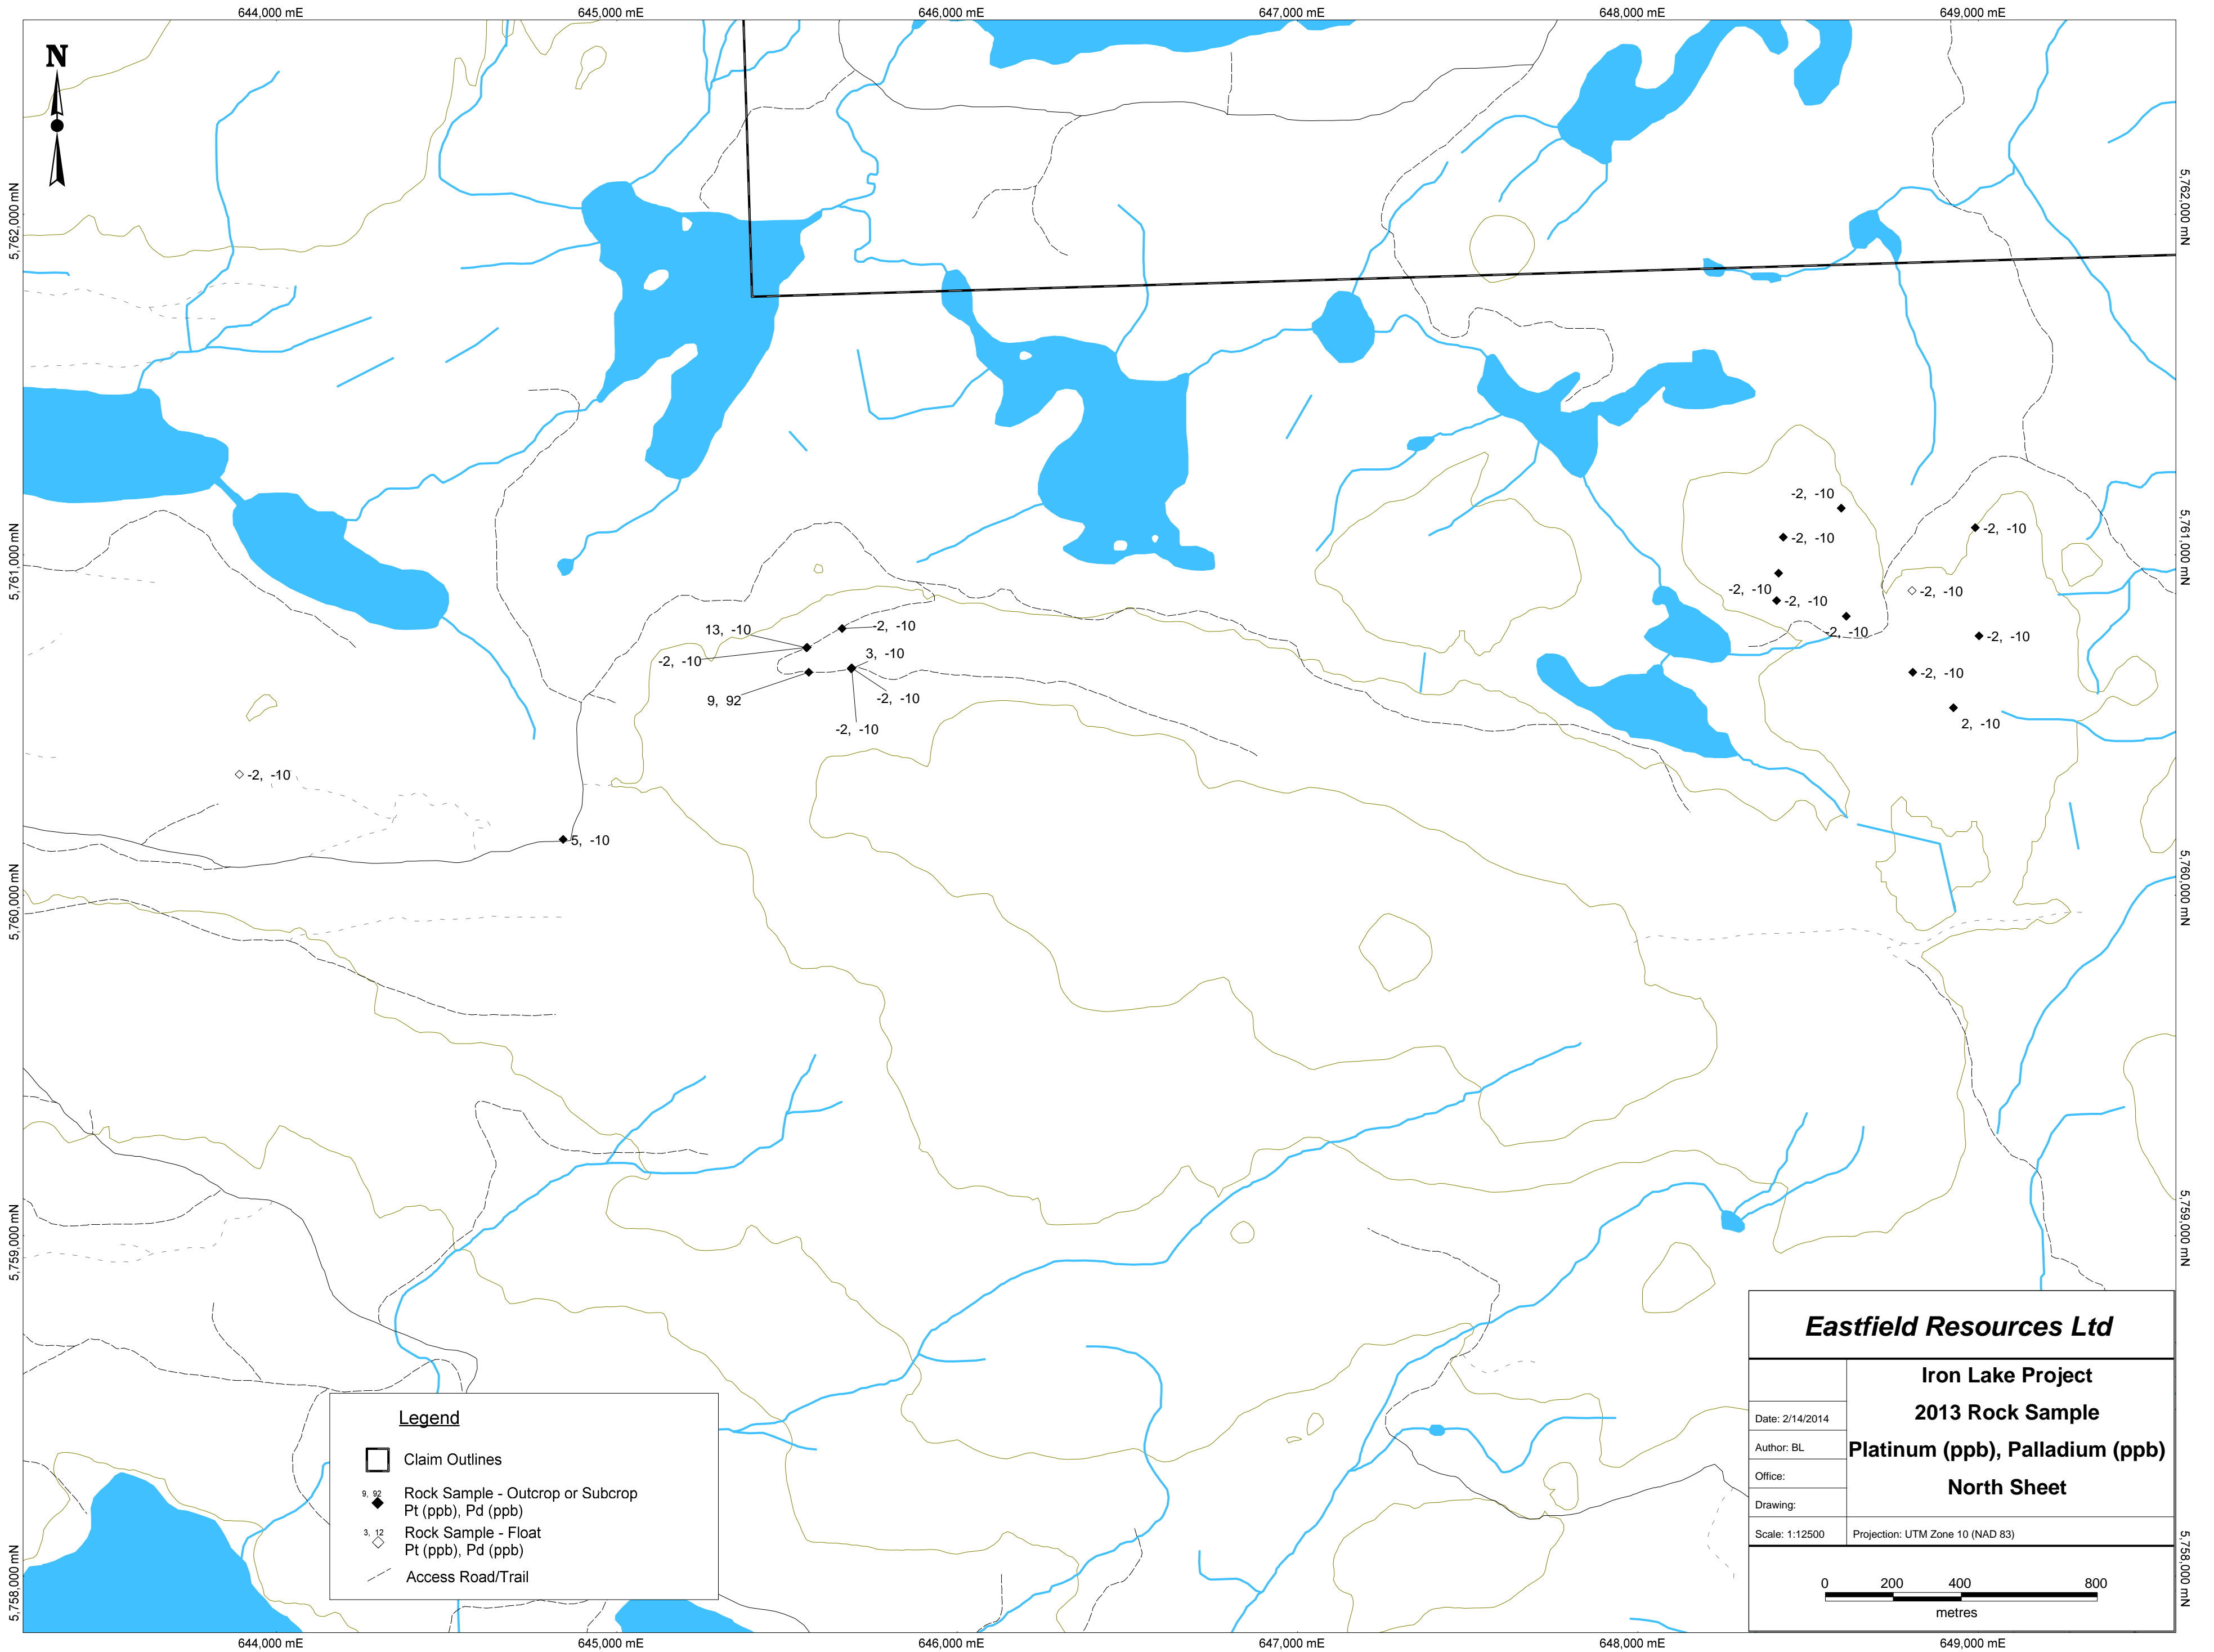 644,000 mE 645,000 mE 646,000 mE 647,000 mE 648,000 mE 649,000 mE
N
5,762,000 mN
5,762,000 mN
5,761,000 mN
5,761,000 mN
5,760,000 mN
5,760,000 mN
5,759,000 mN
5,759,000 mN
5,758,000 mN
5,758,000 mN
-2, -10
-2, -10
-2, -10
-2, -10
-2, -10
-2, -10
-2, -10
-2, -10
-2, -10
-2, -10
2, -10
13, -10
-2, -10
-2, -10
3, -10
9, 92
-2, -10
-2, -10
-2, -10
5, -10
Legend
Claim Outlines
9, 92
Rock Sample - Outcrop or Subcrop
Pt (ppb), Pd (ppb)
3, 12
Rock Sample - Float
Pt (ppb), Pd (ppb)
Access Road/Trail
Eastfield Resources Ltd
Iron Lake Project
2013 Rock Sample
Platinum (ppb), Palladium (ppb)
North Sheet
Date: 2/14/2014
Author: BL
Office:
Drawing:
Scale: 1:12500
Projection: UTM Zone 10 (NAD 83)
0 200 400 800
metres
644,000 mE 645,000 mE 646,000 mE 647,000 mE 648,000 mE 649,000 mE